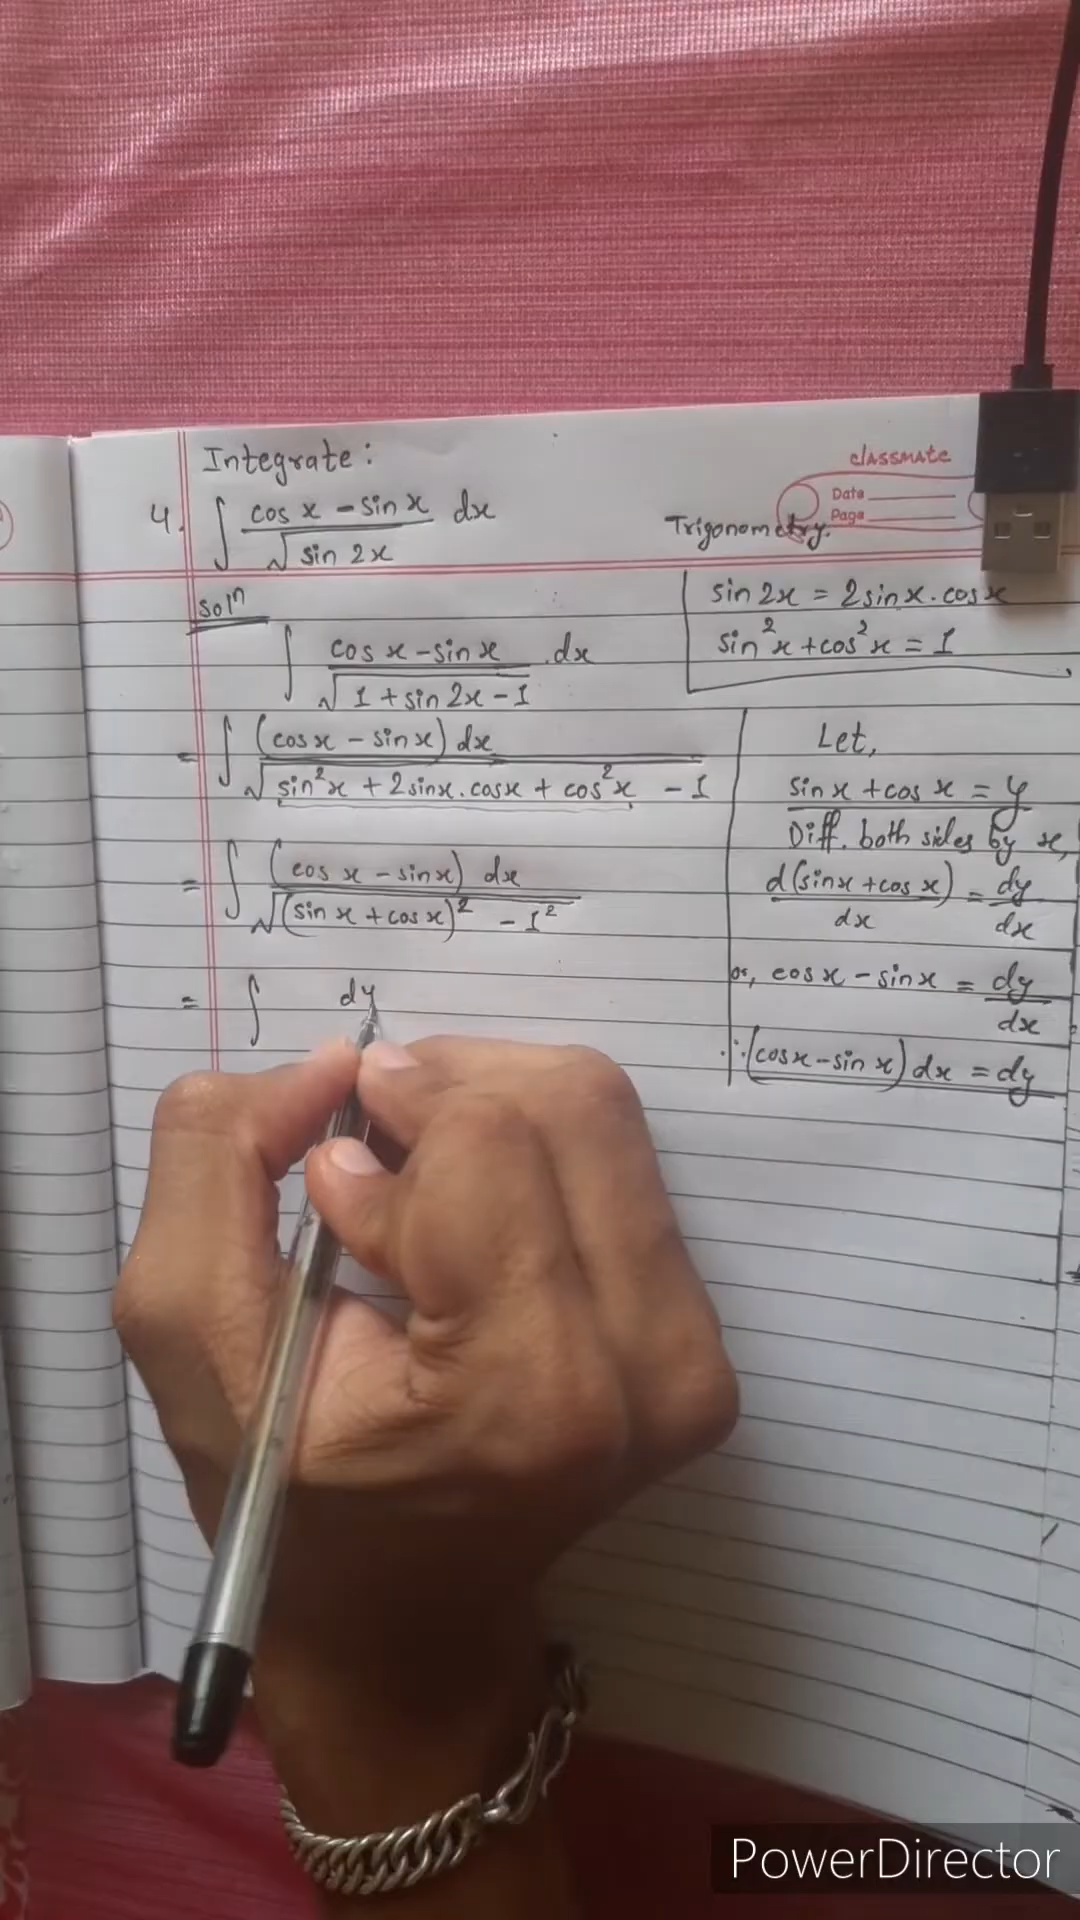 Integrate:
classmate
Date
Page
4. ∫ (cos x - sin x)/√(sin 2x) dx
Trigonometry.
solⁿ
sin 2x = 2 sin x . cos x
sin²x + cos²x = 1
∫ (cos x - sin x)/√(1 + sin 2x - 1) . dx
= ∫ (cos x - sin x) dx/√(sin²x + 2 sin x . cos x + cos²x - 1)
= ∫ (cos x - sin x) dx/√((sin x + cos x)² - 1²)
= ∫ dy
Let,
sin x + cos x = y
Diff. both sides by x,
d(sin x + cos x)/dx = dy/dx
or, cos x - sin x = dy/dx
∴ (cos x - sin x) dx = dy
PowerDirector